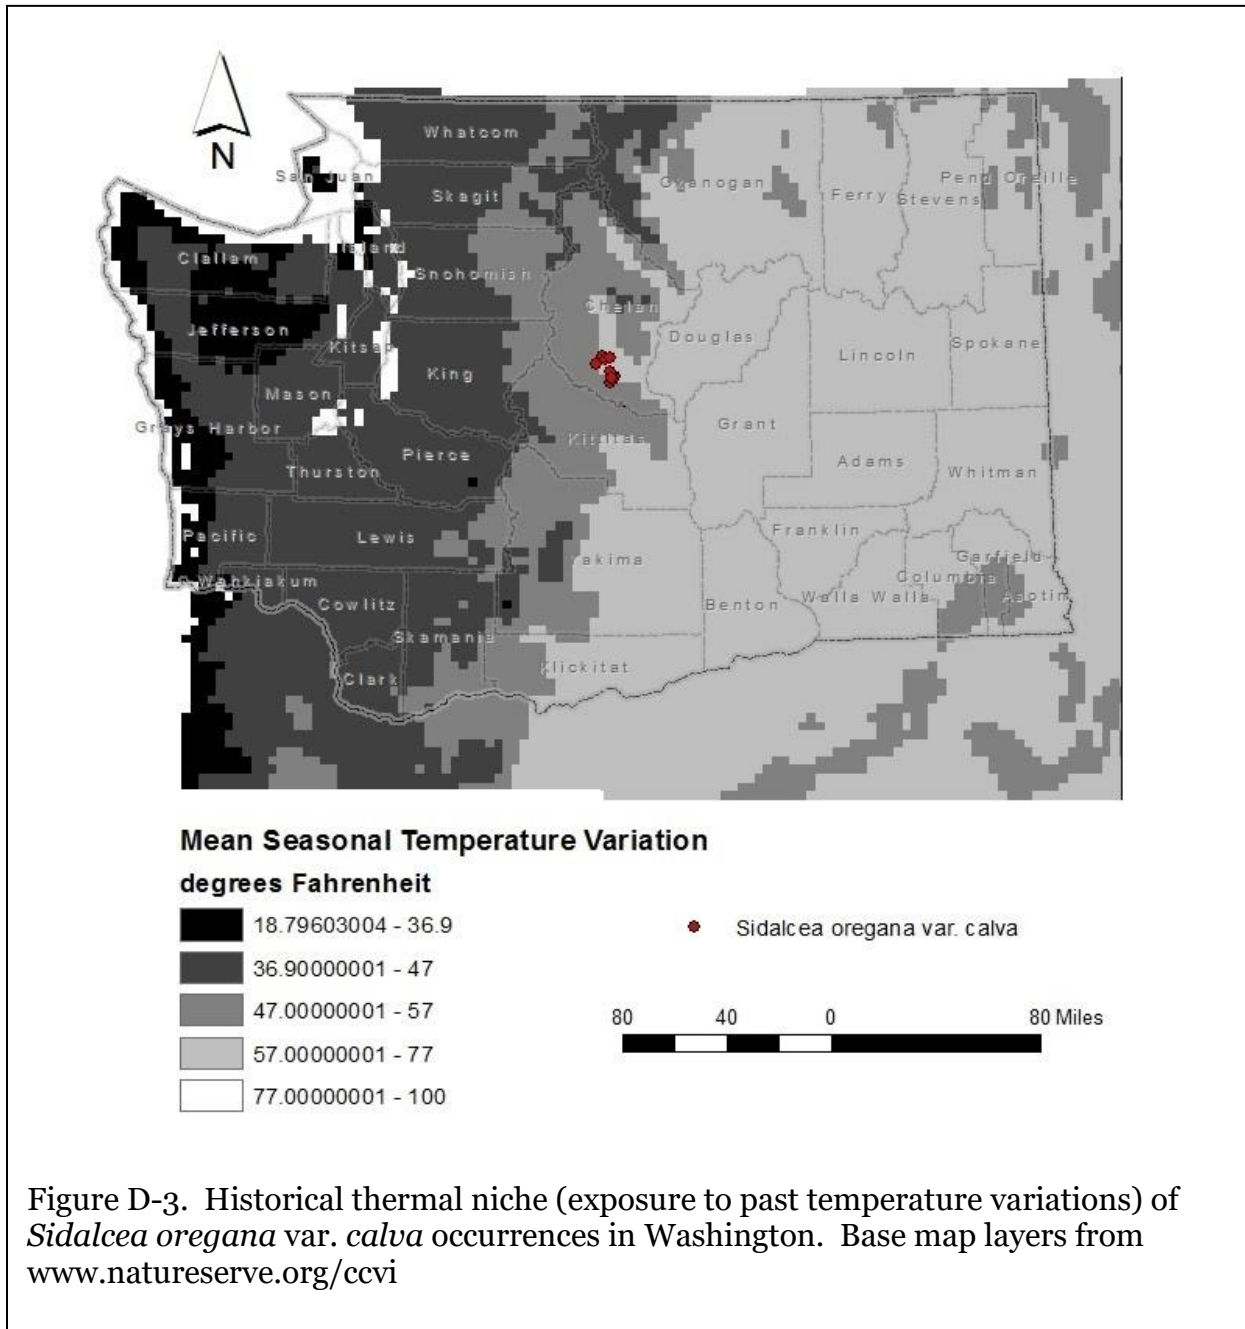 N
Whatcom
San Juan
Skagit
Okanogan
Ferry
Stevens
Pend Oreille
Island
Clallam
Snohomish
Chelan
Jefferson
Kitsap
Douglas
Lincoln
Spokane
King
Mason
Grays Harbor
Kittitas
Grant
Pierce
Thurston
Adams
Whitman
Pacific
Lewis
Franklin
Yakima
Garfield
Wahkiakum
Columbia
Cowlitz
Benton
Walla Walla
Asotin
Skamania
Klickitat
Clark
Mean Seasonal Temperature Variation
degrees Fahrenheit
18.79603004 - 36.9
36.90000001 - 47
47.00000001 - 57
57.00000001 - 77
77.00000001 - 100
Sidalcea oregana var. calva
80 40 0 80 Miles
Figure D-3. Historical thermal niche (exposure to past temperature variations) of
Sidalcea oregana var. calva occurrences in Washington. Base map layers from
www.natureserve.org/ccvi